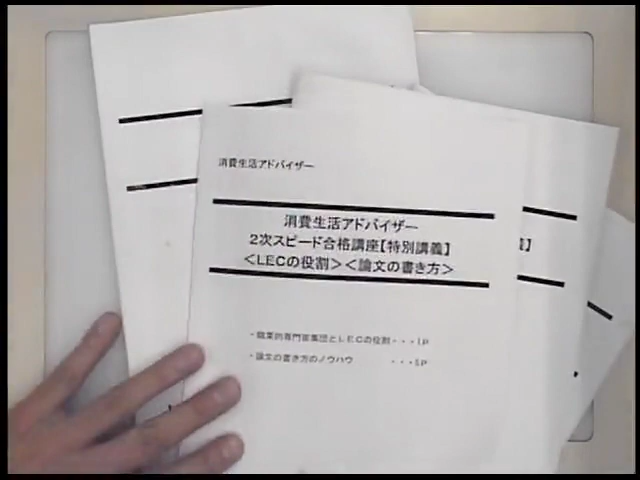 消費生活アドバイザー
消費生活アドバイザー
2次スピード合格講座【特別講義】
＜LECの役割＞＜論文の書き方＞
・職業的専門家集団とLECの役割・・・1P
・論文の書き方のノウハウ ・・・5P
】